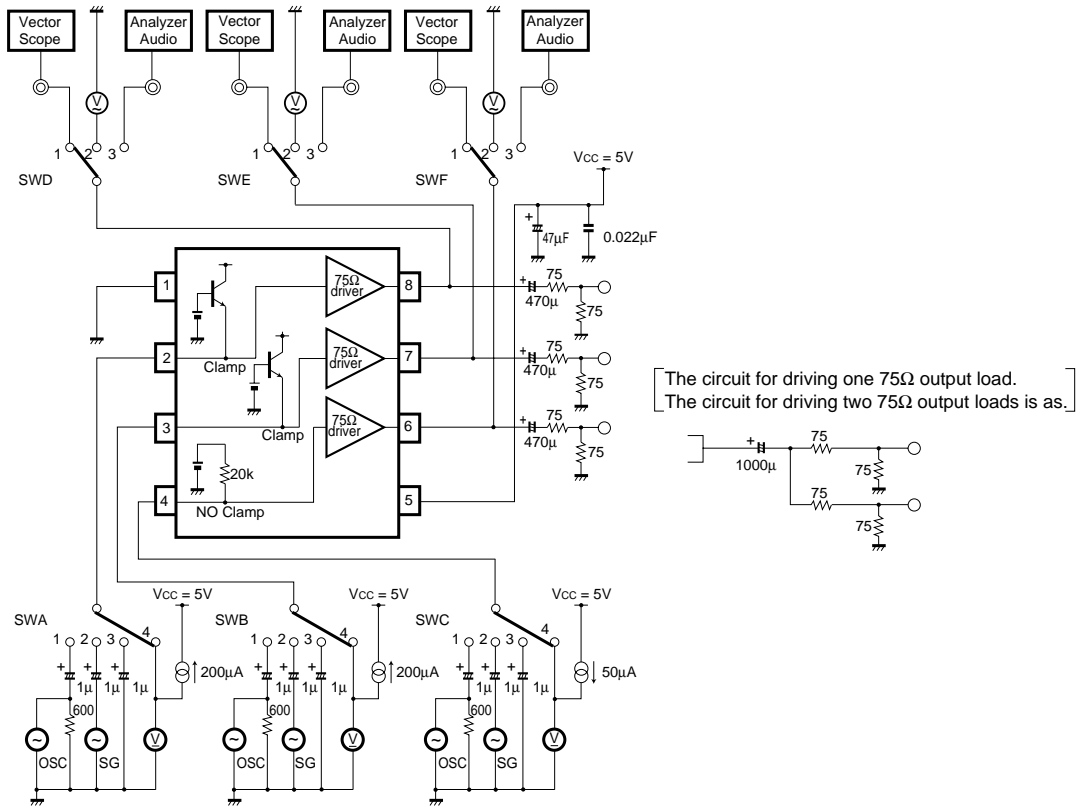 Vector Scope
Analyzer Audio
Vector Scope
Analyzer Audio
Vector Scope
Analyzer Audio
V
V
V
1 2 3
1 2 3
1 2 3
SWD
SWE
SWF
Vcc = 5V
+
47µF
0.022µF
1
75Ω driver
8
+
470µ
75
75
2
Clamp
75Ω driver
7
+
470µ
75
75
3
Clamp
75Ω driver
6
+
470µ
75
75
20k
4
NO Clamp
5
The circuit for driving one 75Ω output load.
The circuit for driving two 75Ω output loads is as.
+
1000µ
75
75
75
75
SWA
1 2 3 4
Vcc = 5V
+ + +
1µ 1µ 1µ
200µA
600
OSC
SG
V
SWB
1 2 3 4
Vcc = 5V
+ + +
1µ 1µ 1µ
200µA
600
OSC
SG
V
SWC
1 2 3 4
Vcc = 5V
+ + +
1µ 1µ 1µ
50µA
600
OSC
SG
V